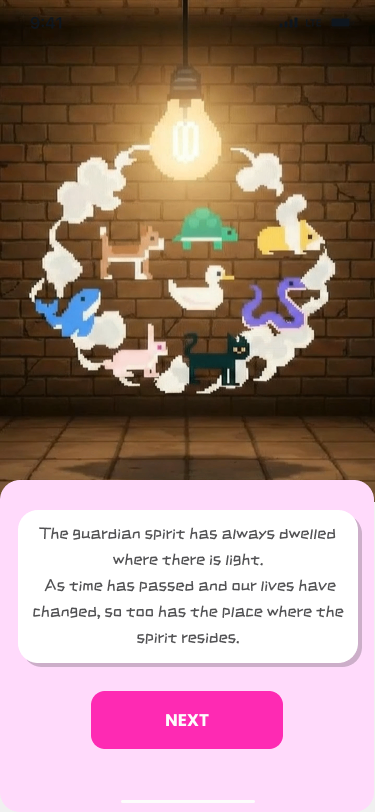 The guardian spirit has always dwelled
where there is light.
As time has passed and our lives have
changed, so too has the place where the
spirit resides.
NEXT